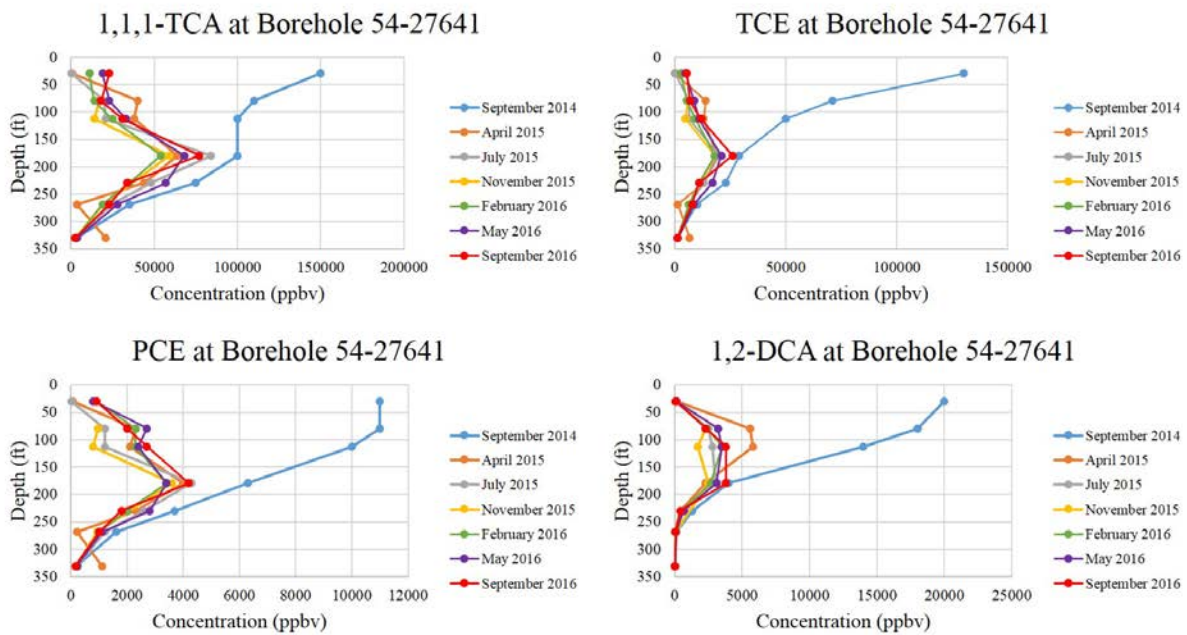 1,1,1-TCA at Borehole 54-27641
0
50
100
150
200
250
300
350
Depth (ft)
0
50000
100000
150000
200000
Concentration (ppbv)
September 2014
April 2015
July 2015
November 2015
February 2016
May 2016
September 2016
TCE at Borehole 54-27641
0
50
100
150
200
250
300
350
Depth (ft)
0
50000
100000
150000
Concentration (ppbv)
September 2014
April 2015
July 2015
November 2015
February 2016
May 2016
September 2016
PCE at Borehole 54-27641
0
50
100
150
200
250
300
350
Depth (ft)
0
2000
4000
6000
8000
10000
12000
Concentration (ppbv)
September 2014
April 2015
July 2015
November 2015
February 2016
May 2016
September 2016
1,2-DCA at Borehole 54-27641
0
50
100
150
200
250
300
350
Depth (ft)
0
5000
10000
15000
20000
25000
Concentration (ppbv)
September 2014
April 2015
July 2015
November 2015
February 2016
May 2016
September 2016